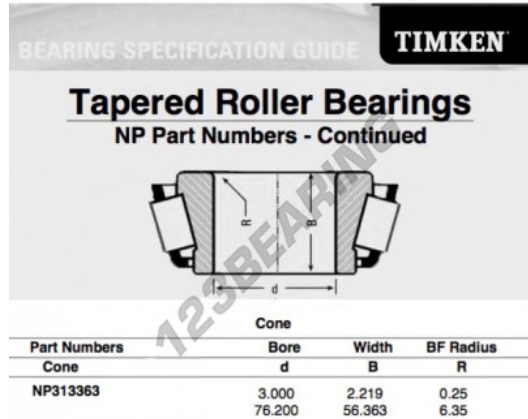 BEARING SPECIFICATION GUIDE
TIMKEN
Tapered Roller Bearings
NP Part Numbers - Continued
R
B
d
123BEARING
Cone
Part Numbers Bore Width BF Radius
Cone d B R
NP313363 3.000 2.219 0.25
76.200 56.363 6.35